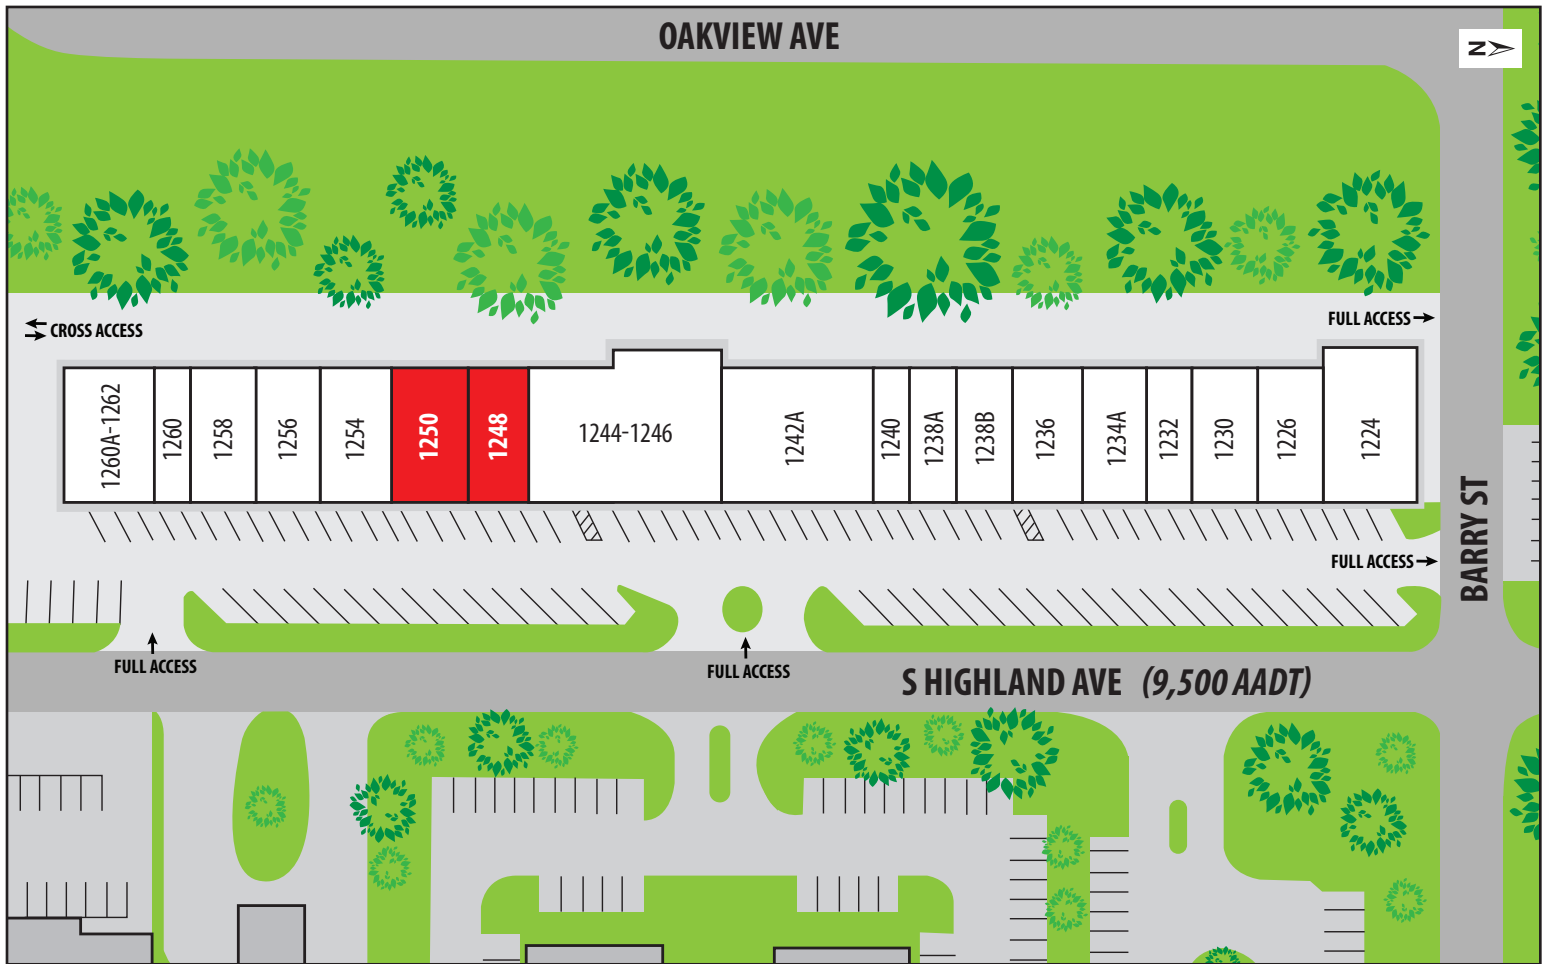 OAKVIEW AVE
N
CROSS ACCESS
FULL ACCESS
1260A-1262
1260
1258
1256
1254
1250
1248
1244-1246
1242A
1240
1238A
1238B
1236
1234A
1232
1230
1226
1224
BARRY ST
FULL ACCESS
FULL ACCESS
FULL ACCESS
S HIGHLAND AVE (9,500 AADT)